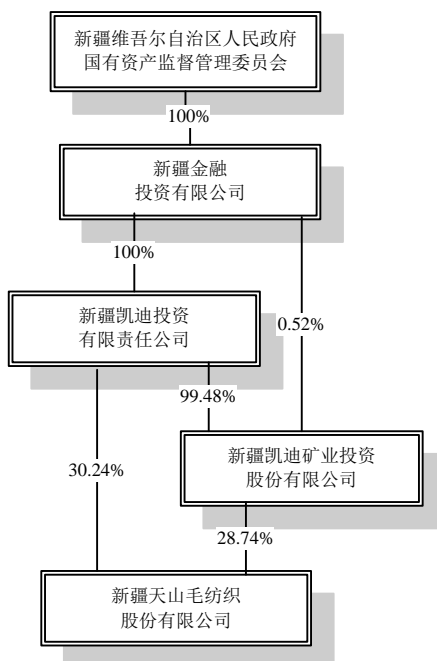 新疆维吾尔自治区人民政府
国有资产监督管理委员会
100%
新疆金融
投资有限公司
100%
新疆凯迪投资
有限责任公司
0.52%
99.48%
新疆凯迪矿业投资
股份有限公司
30.24%
28.74%
新疆天山毛纺织
股份有限公司